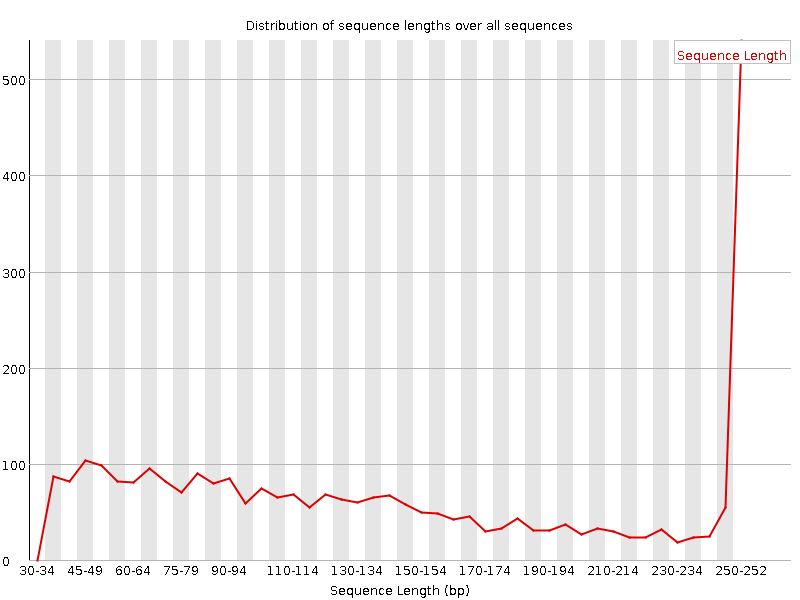 Distribution of sequence lengths over all sequences
Sequence Length
500
400
300
200
100
0
30-34 45-49 60-64 75-79 90-94 110-114 130-134 150-154 170-174 190-194 210-214 230-234 250-252
Sequence Length (bp)